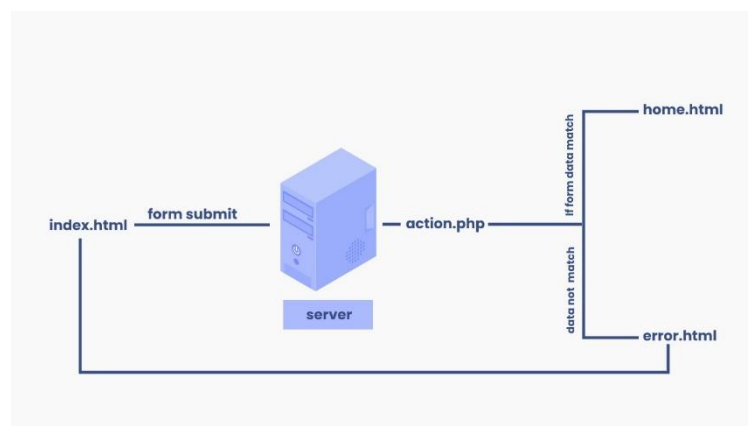 home.html
If form data match
form submit
index.html
action.php
data not match
server
error.html